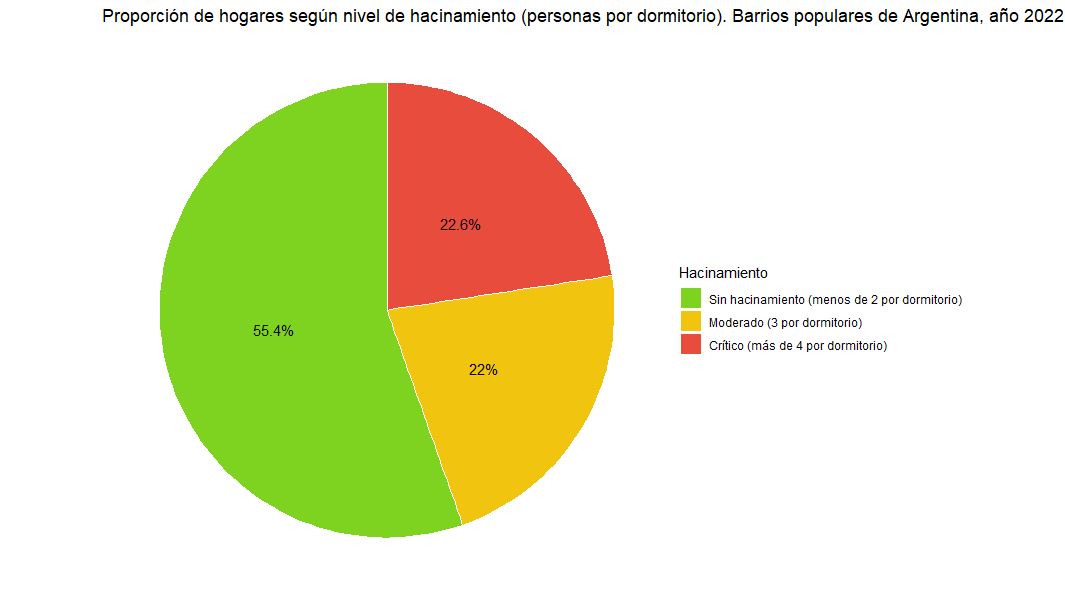 Proporción de hogares según nivel de hacinamiento (personas por dormitorio). Barrios populares de Argentina, año 2022
22.6%
55.4%
22%
Hacinamiento
Sin hacinamiento (menos de 2 por dormitorio)
Moderado (3 por dormitorio)
Crítico (más de 4 por dormitorio)